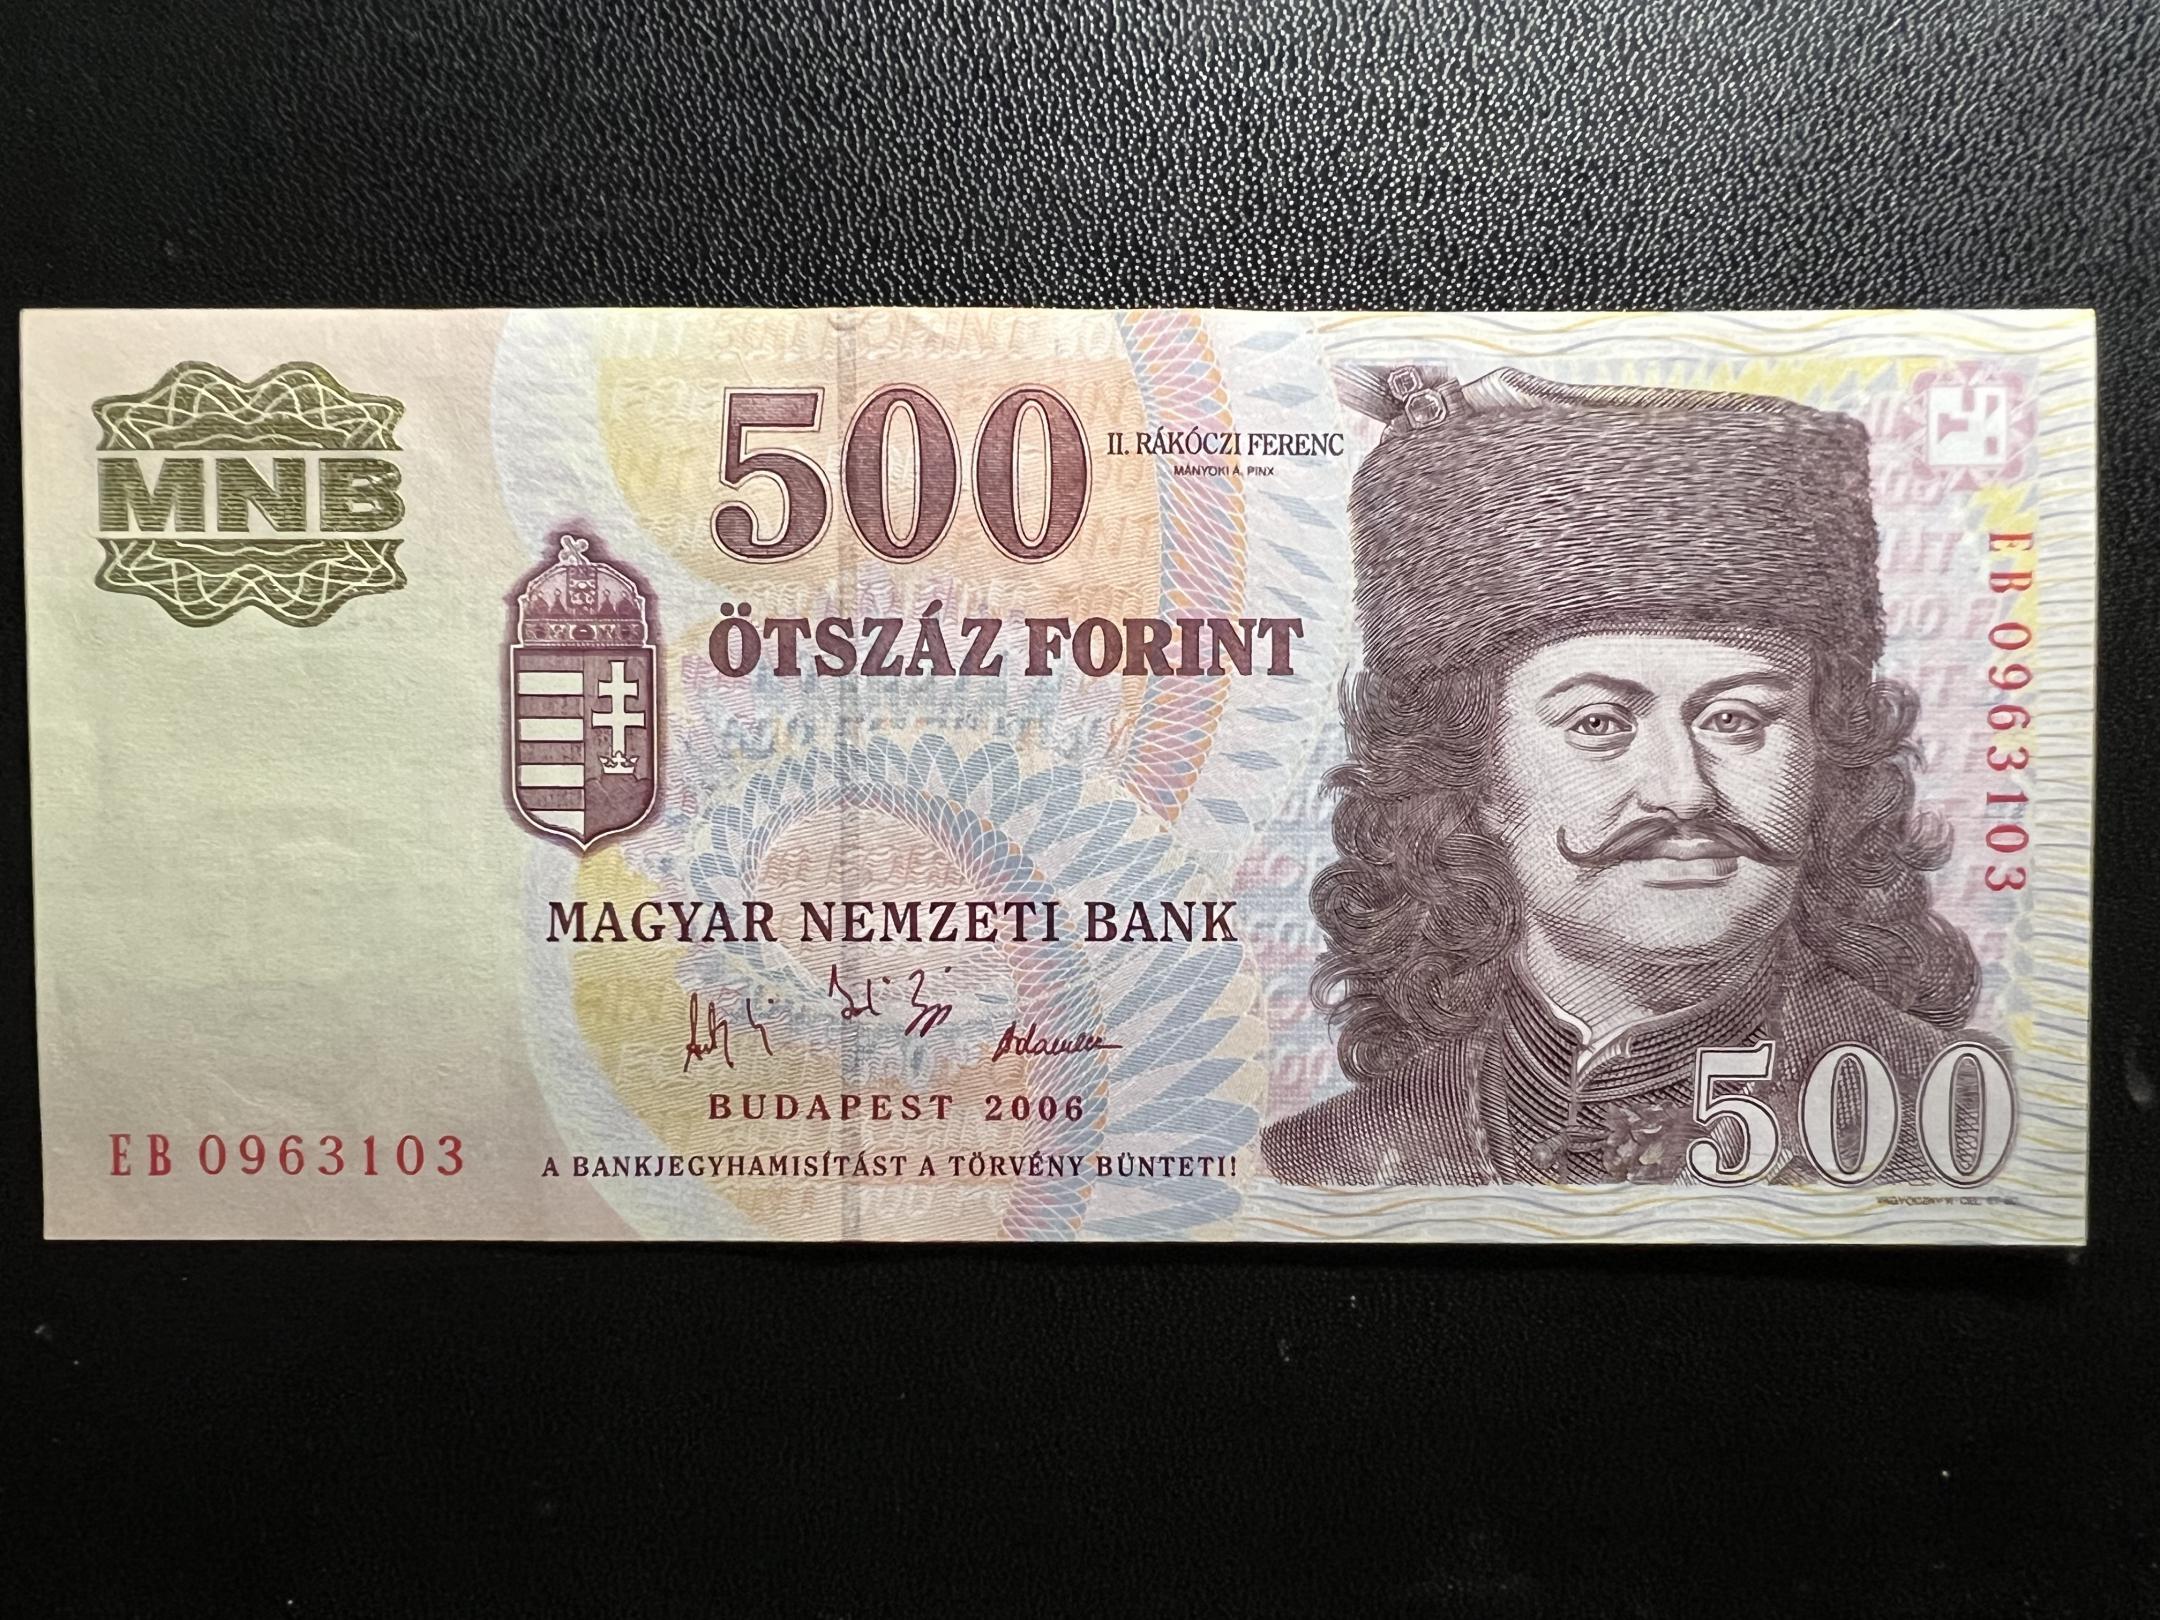 MNB
500
II. RÁKÓCZI FERENC
MÁNYOKI Á. PINX
ÖTSZÁZ FORINT
EB 0963103
MAGYAR NEMZETI BANK
BUDAPEST 2006
EB 0963103
A BANKJEGYHAMISÍTÁST A TÖRVÉNY BÜNTETI!
500